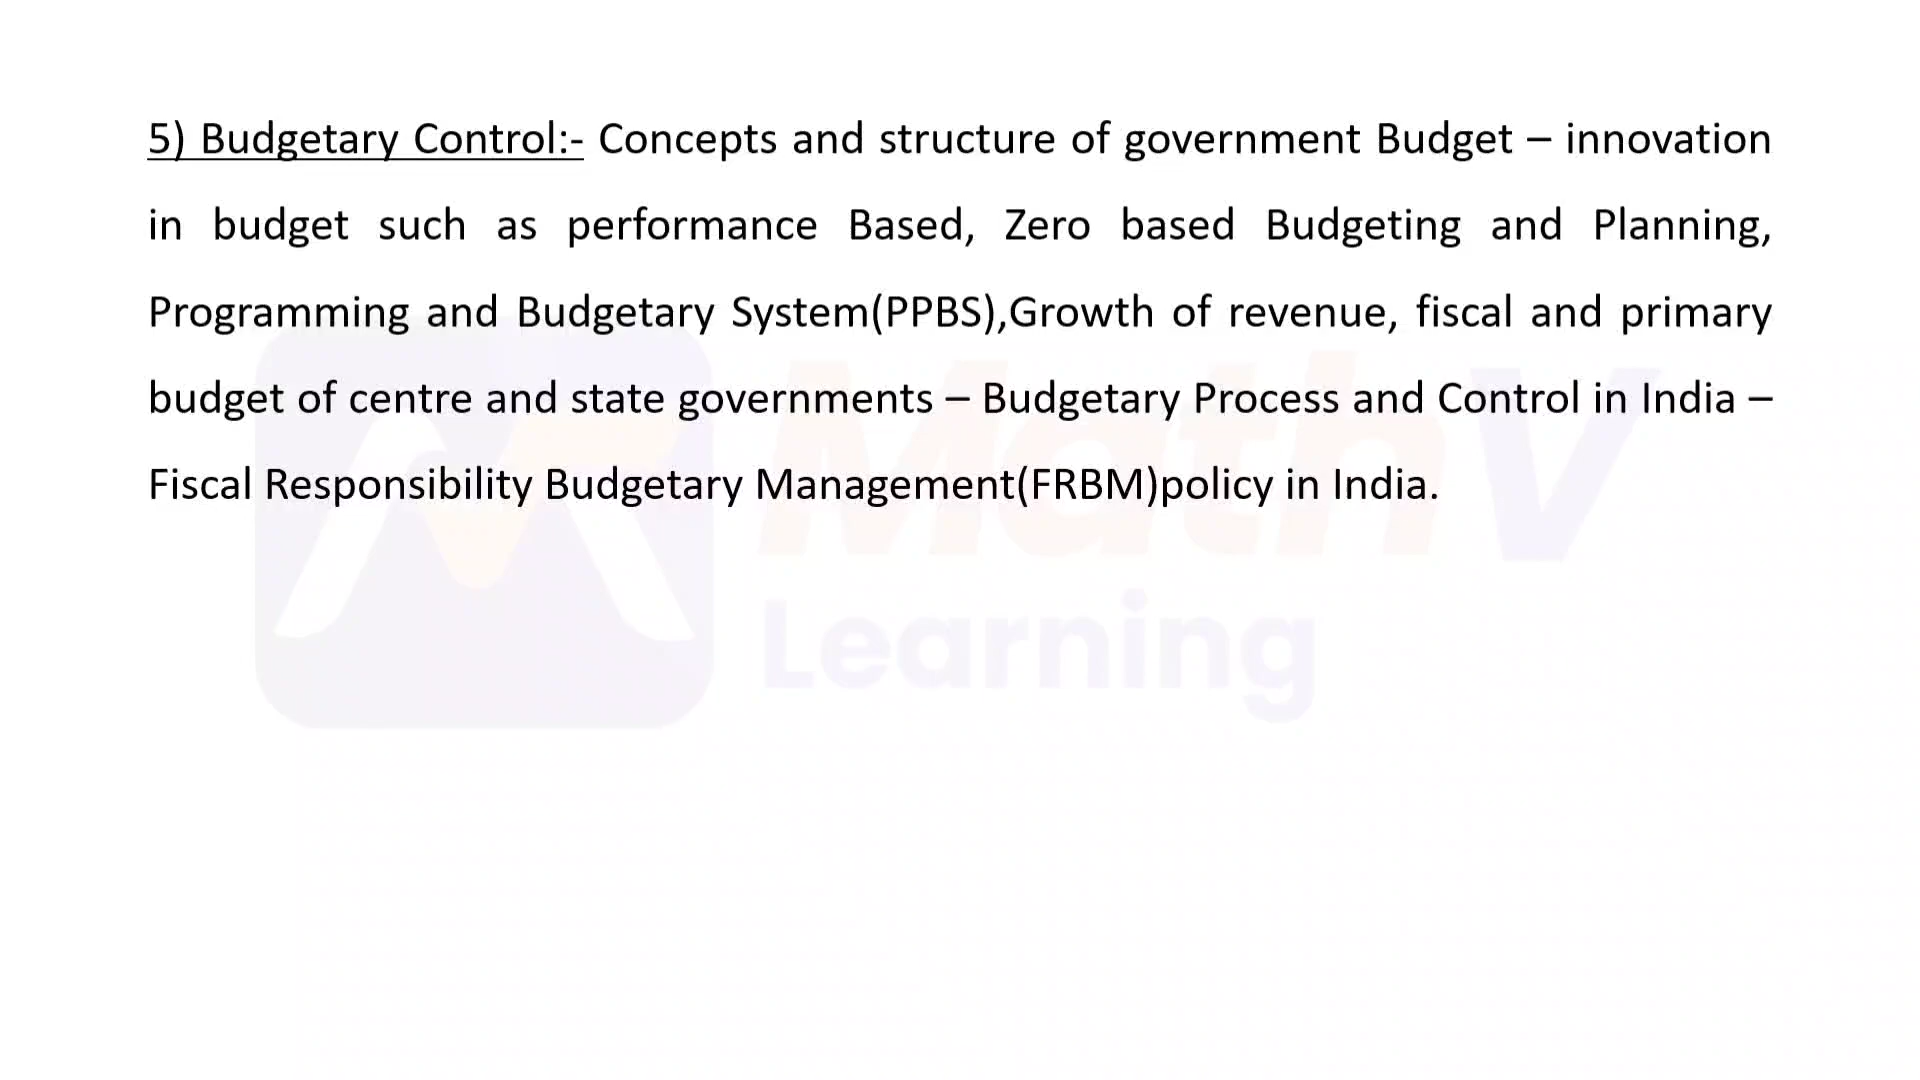 5) Budgetary Control:- Concepts and structure of government Budget – innovation
in budget such as performance Based, Zero based Budgeting and Planning,
Programming and Budgetary System(PPBS),Growth of revenue, fiscal and primary
budget of centre and state governments – Budgetary Process and Control in India –
Fiscal Responsibility Budgetary Management(FRBM)policy in India.
MathV
Learning